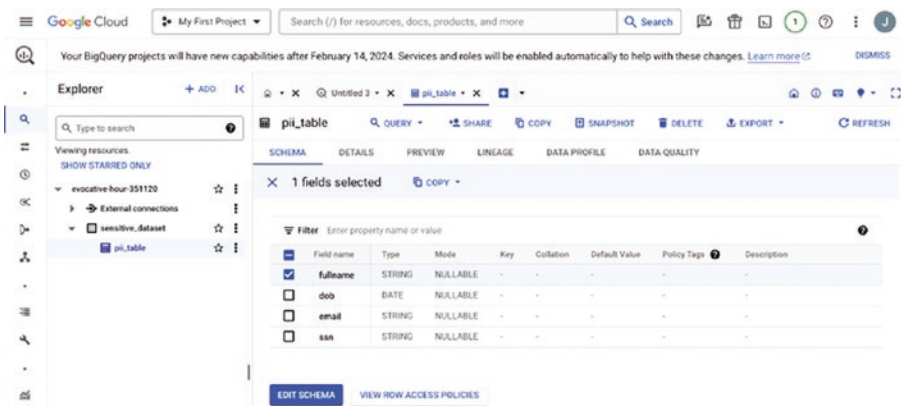 Google Cloud My First Project Search (/) for resources, docs, products, and more Search 1 J
Your BigQuery projects will have new capabilities after February 14, 2024. Services and roles will be enabled automatically to help with these changes. Learn more DISMISS
Explorer + ADD
Untitled 3 pii_table
Type to search
pii_table QUERY SHARE COPY SNAPSHOT DELETE EXPORT REFRESH
Viewing resources.
SHOW STARRED ONLY
SCHEMA DETAILS PREVIEW LINEAGE DATA PROFILE DATA QUALITY
evocative-hour-351120
1 fields selected COPY
External connections
sensitive_dataset
pii_table
Filter Enter property name or value
Field name Type Mode Key Collation Default Value Policy Tags Description
fullname STRING NULLABLE - - - - -
dob DATE NULLABLE - - - - -
email STRING NULLABLE - - - - -
ssn STRING NULLABLE - - - - -
EDIT SCHEMA VIEW ROW ACCESS POLICIES